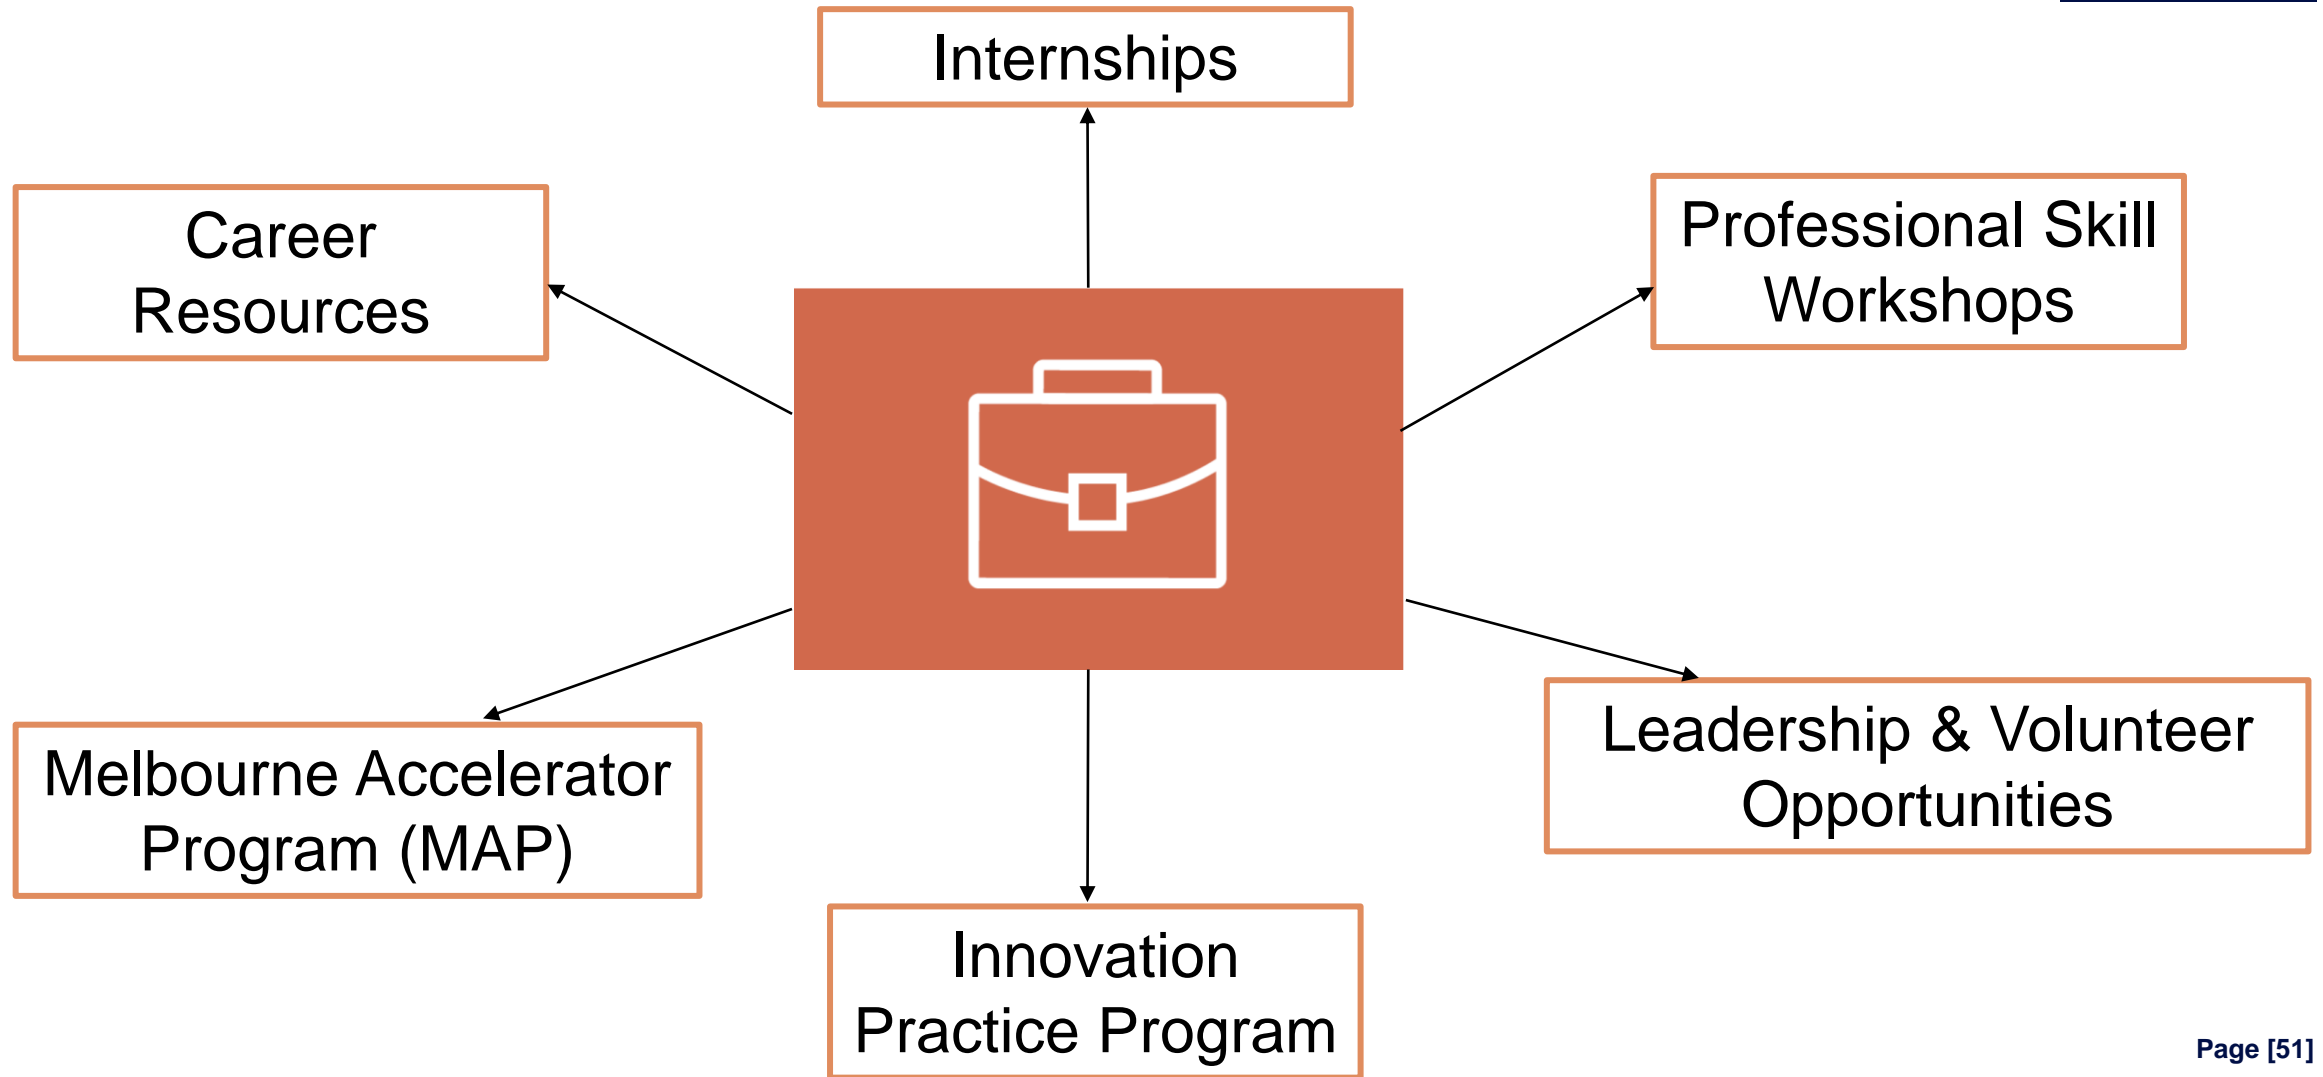 Internships
Career
Resources
Professional Skill
Workshops
Melbourne Accelerator
Program (MAP)
Leadership & Volunteer
Opportunities
Innovation
Practice Program
Page [51]